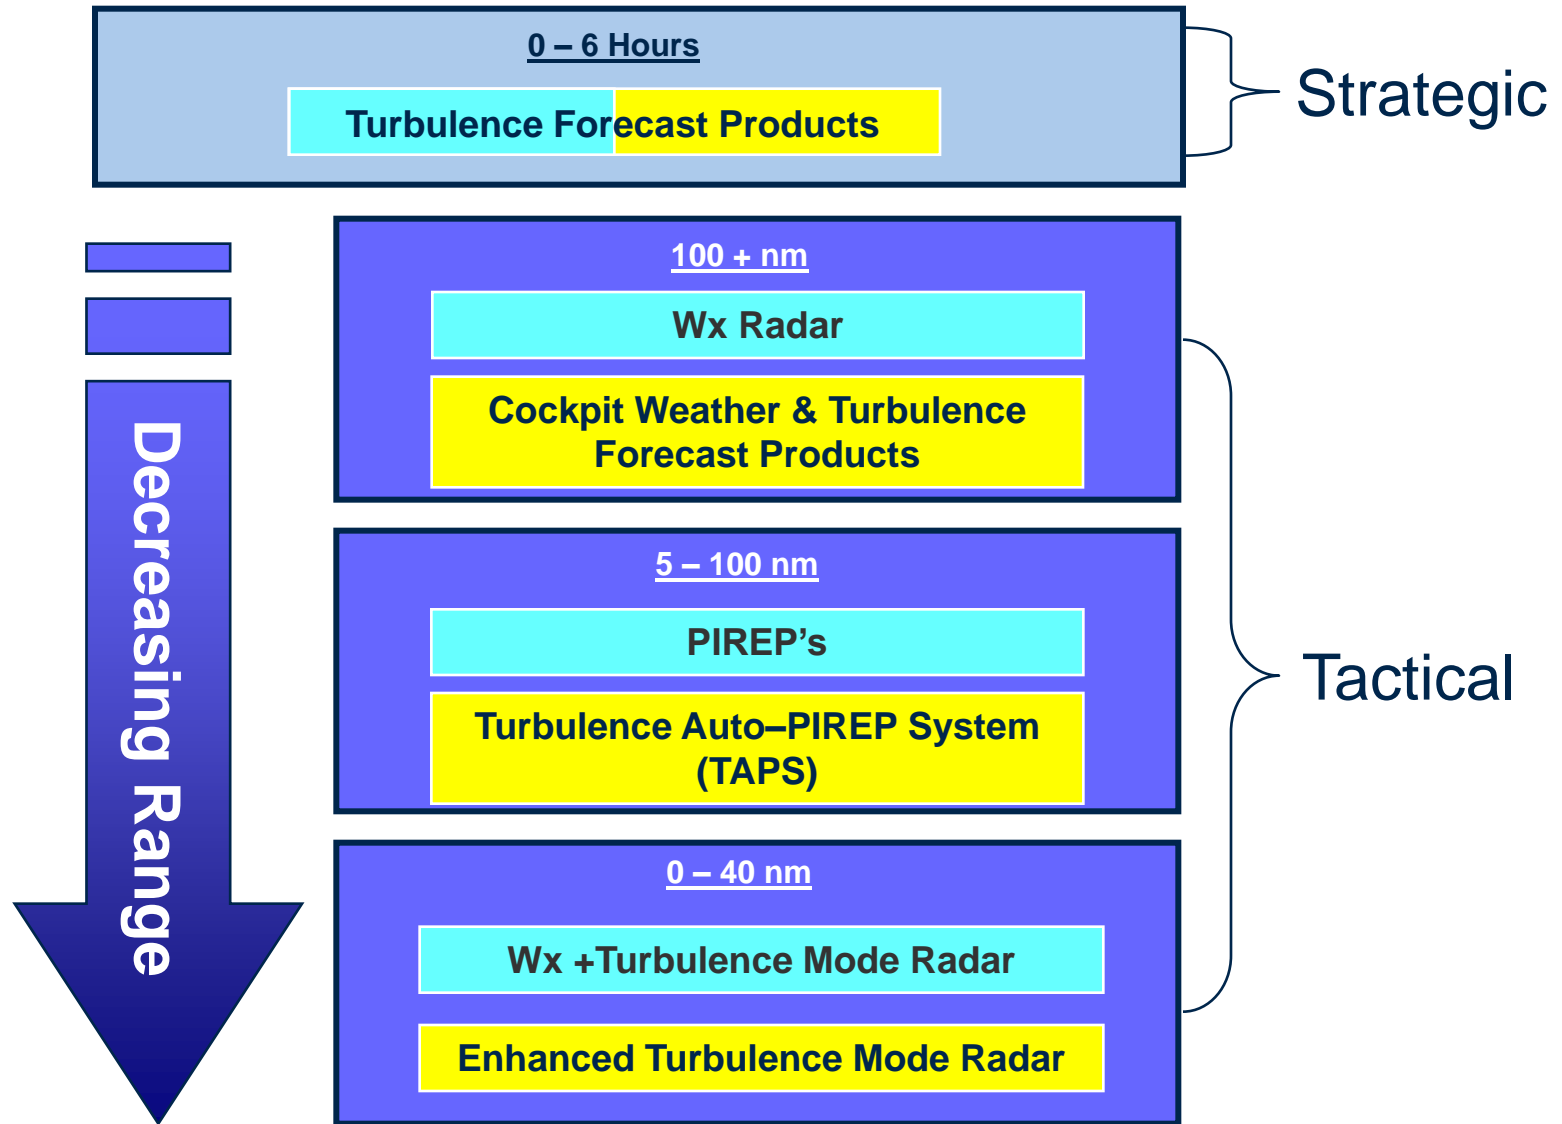 0 – 6 Hours
Turbulence Forecast Products
Strategic
100 + nm
Wx Radar
Cockpit Weather & Turbulence
Forecast Products
5 – 100 nm
PIREP’s
Turbulence Auto–PIREP System
(TAPS)
0 – 40 nm
Wx +Turbulence Mode Radar
Enhanced Turbulence Mode Radar
Tactical
Decreasing Range